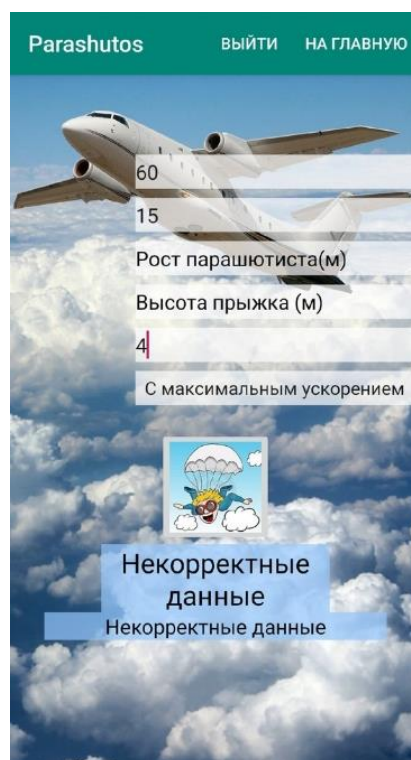 Parashutos ВЫЙТИ НА ГЛАВНУЮ
60
15
Рост парашютиста(м)
Высота прыжка (м)
4
С максимальным ускорением
Некорректные
данные
Некорректные данные